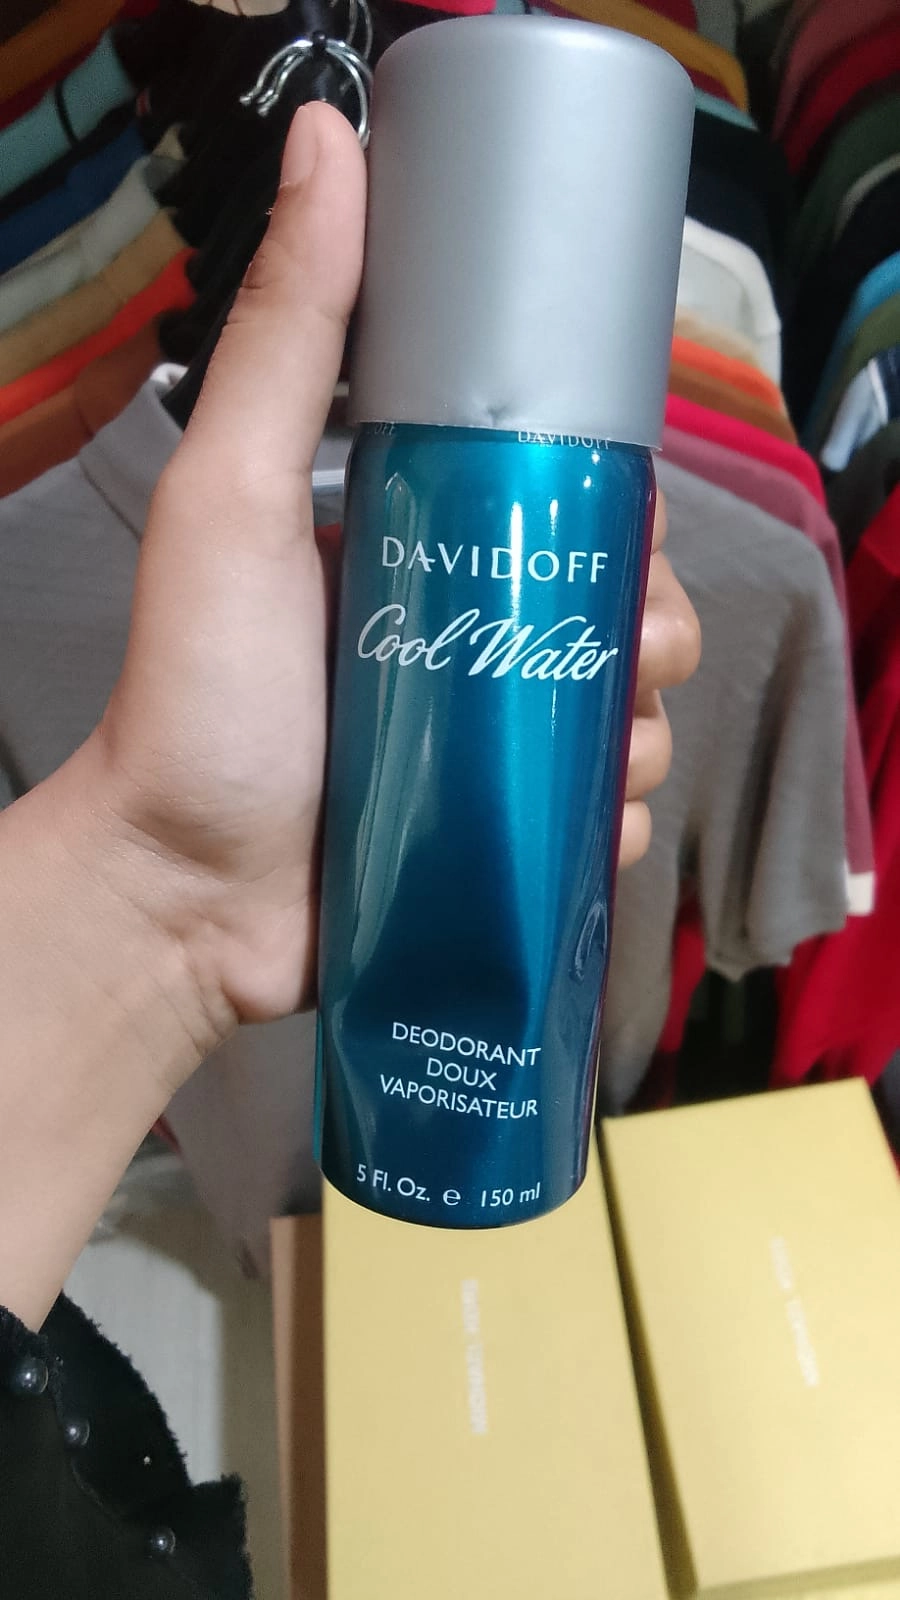 DAVIDOFF
DAVIDOFF
Cool Water
DEODORANT
DOUX
VAPORISATEUR
5 Fl. Oz. ℮ 150 ml